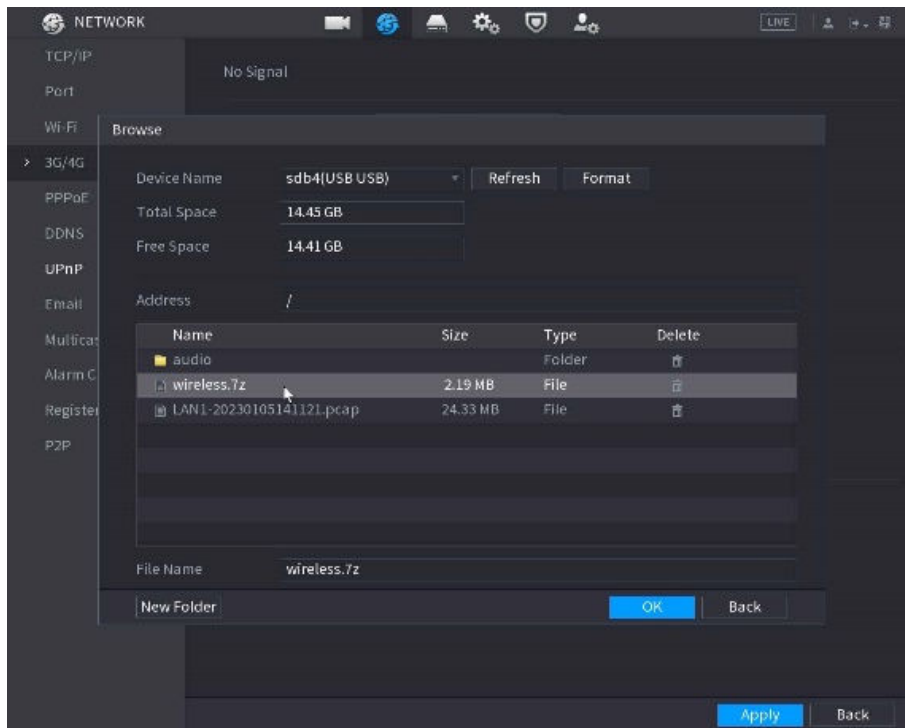 NETWORK
LIVE
TCP/IP
No Signal
Port
Wi-Fi
Browse
3G/4G
Device Name sdb4(USB USB) Refresh Format
PPPoE
Total Space 14.45 GB
DDNS
Free Space 14.41 GB
UPnP
Email
Address /
Multicas
Name Size Type Delete
audio Folder
Alarm C
wireless.7z 2.19 MB File
Register
LAN1-20230105141121.pcap 24.33 MB File
P2P
File Name wireless.7z
New Folder OK Back
Apply Back